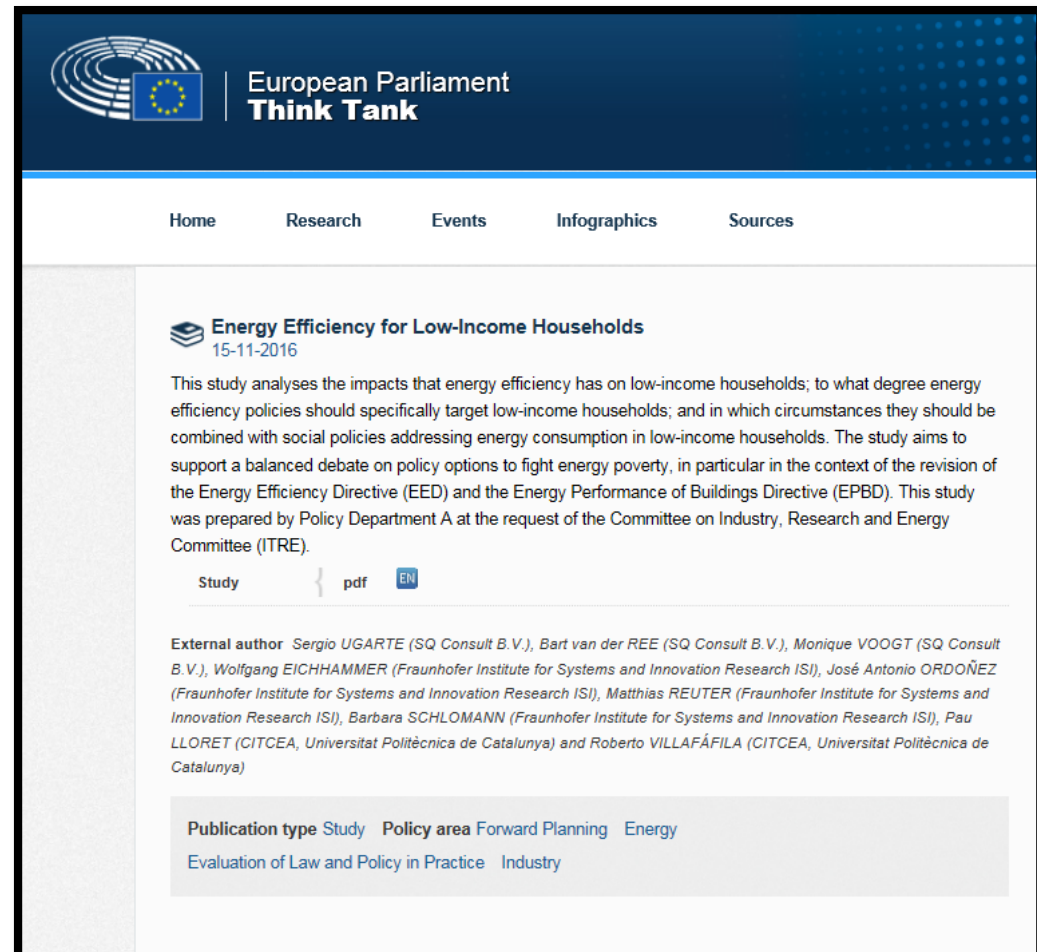 European Parliament
Think Tank
Home Research Events Infographics Sources
Energy Efficiency for Low-Income Households
15-11-2016
This study analyses the impacts that energy efficiency has on low-income households; to what degree energy
efficiency policies should specifically target low-income households; and in which circumstances they should be
combined with social policies addressing energy consumption in low-income households. The study aims to
support a balanced debate on policy options to fight energy poverty, in particular in the context of the revision of
the Energy Efficiency Directive (EED) and the Energy Performance of Buildings Directive (EPBD). This study
was prepared by Policy Department A at the request of the Committee on Industry, Research and Energy
Committee (ITRE).
Study pdf EN
External author Sergio UGARTE (SQ Consult B.V.), Bart van der REE (SQ Consult B.V.), Monique VOOGT (SQ Consult
B.V.), Wolfgang EICHHAMMER (Fraunhofer Institute for Systems and Innovation Research ISI), José Antonio ORDOÑEZ
(Fraunhofer Institute for Systems and Innovation Research ISI), Matthias REUTER (Fraunhofer Institute for Systems and
Innovation Research ISI), Barbara SCHLOMANN (Fraunhofer Institute for Systems and Innovation Research ISI), Pau
LLORET (CITCEA, Universitat Politècnica de Catalunya) and Roberto VILLAFÁFILA (CITCEA, Universitat Politècnica de
Catalunya)
Publication type Study Policy area Forward Planning Energy
Evaluation of Law and Policy in Practice Industry